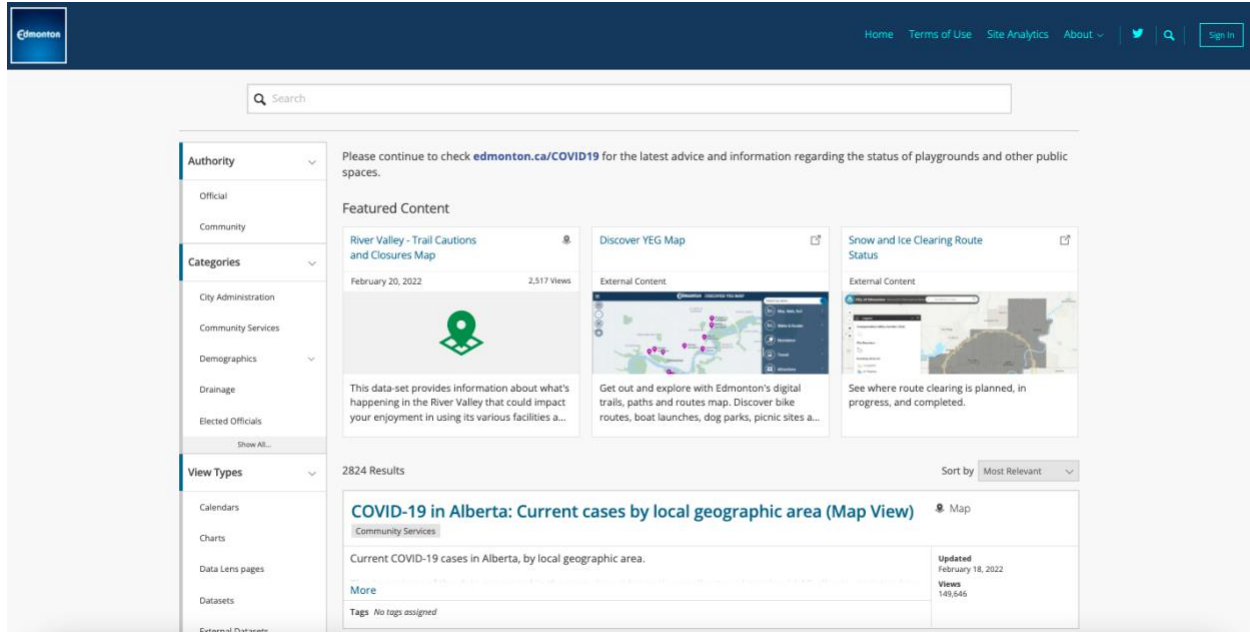 Edmonton
Home Terms of Use Site Analytics About Sign In
Search
Authority
Official
Community
Categories
City Administration
Community Services
Demographics
Drainage
Elected Officials
Show All...
View Types
Calendars
Charts
Data Lens pages
Datasets
External Datasets
Please continue to check edmonton.ca/COVID19 for the latest advice and information regarding the status of playgrounds and other public
spaces.
Featured Content
River Valley - Trail Cautions
and Closures Map
February 20, 2022 2,517 Views
This data-set provides information about what's
happening in the River Valley that could impact
your enjoyment in using its various facilities a...
Discover YEG Map
External Content
Get out and explore with Edmonton's digital
trails, paths and routes map. Discover bike
routes, boat launches, dog parks, picnic sites a...
Snow and Ice Clearing Route
Status
External Content
See where route clearing is planned, in
progress, and completed.
2824 Results
Sort by Most Relevant
COVID-19 in Alberta: Current cases by local geographic area (Map View)
Map
Community Services
Current COVID-19 cases in Alberta, by local geographic area.
More
Tags No tags assigned
Updated
February 18, 2022
Views
149,646